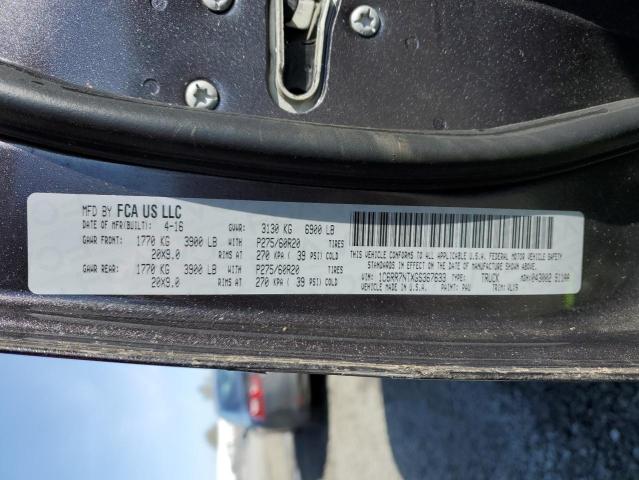 MFD BY FCA US LLC
DATE OF MFR(BUILT): 4-16 GVWR: 3130 KG 6900 LB
GAWR FRONT: 1770 KG 3900 LB WITH P275/60R20 TIRES
20X9.0 RIMS AT 270 KPA ( 39 PSI) COLD
GAWR REAR: 1770 KG 3900 LB WITH P275/60R20 TIRES
20X9.0 RIMS AT 270 KPA ( 39 PSI) COLD
THIS VEHICLE CONFORMS TO ALL APPLICABLE U.S.A. FEDERAL MOTOR VEHICLE SAFETY
STANDARDS IN EFFECT ON THE DATE OF MANUFACTURE SHOWN ABOVE.
VIN: TYPE: TRUCK MDH:
VEHICLE MADE IN U.S.A. PAINT: PAU TRIM: